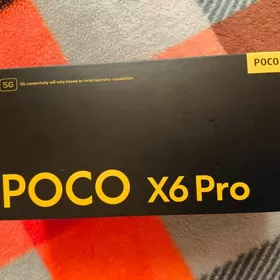 5G
5G connectivity will vary based on local operator capabilities
POCO
POCO X6 Pro